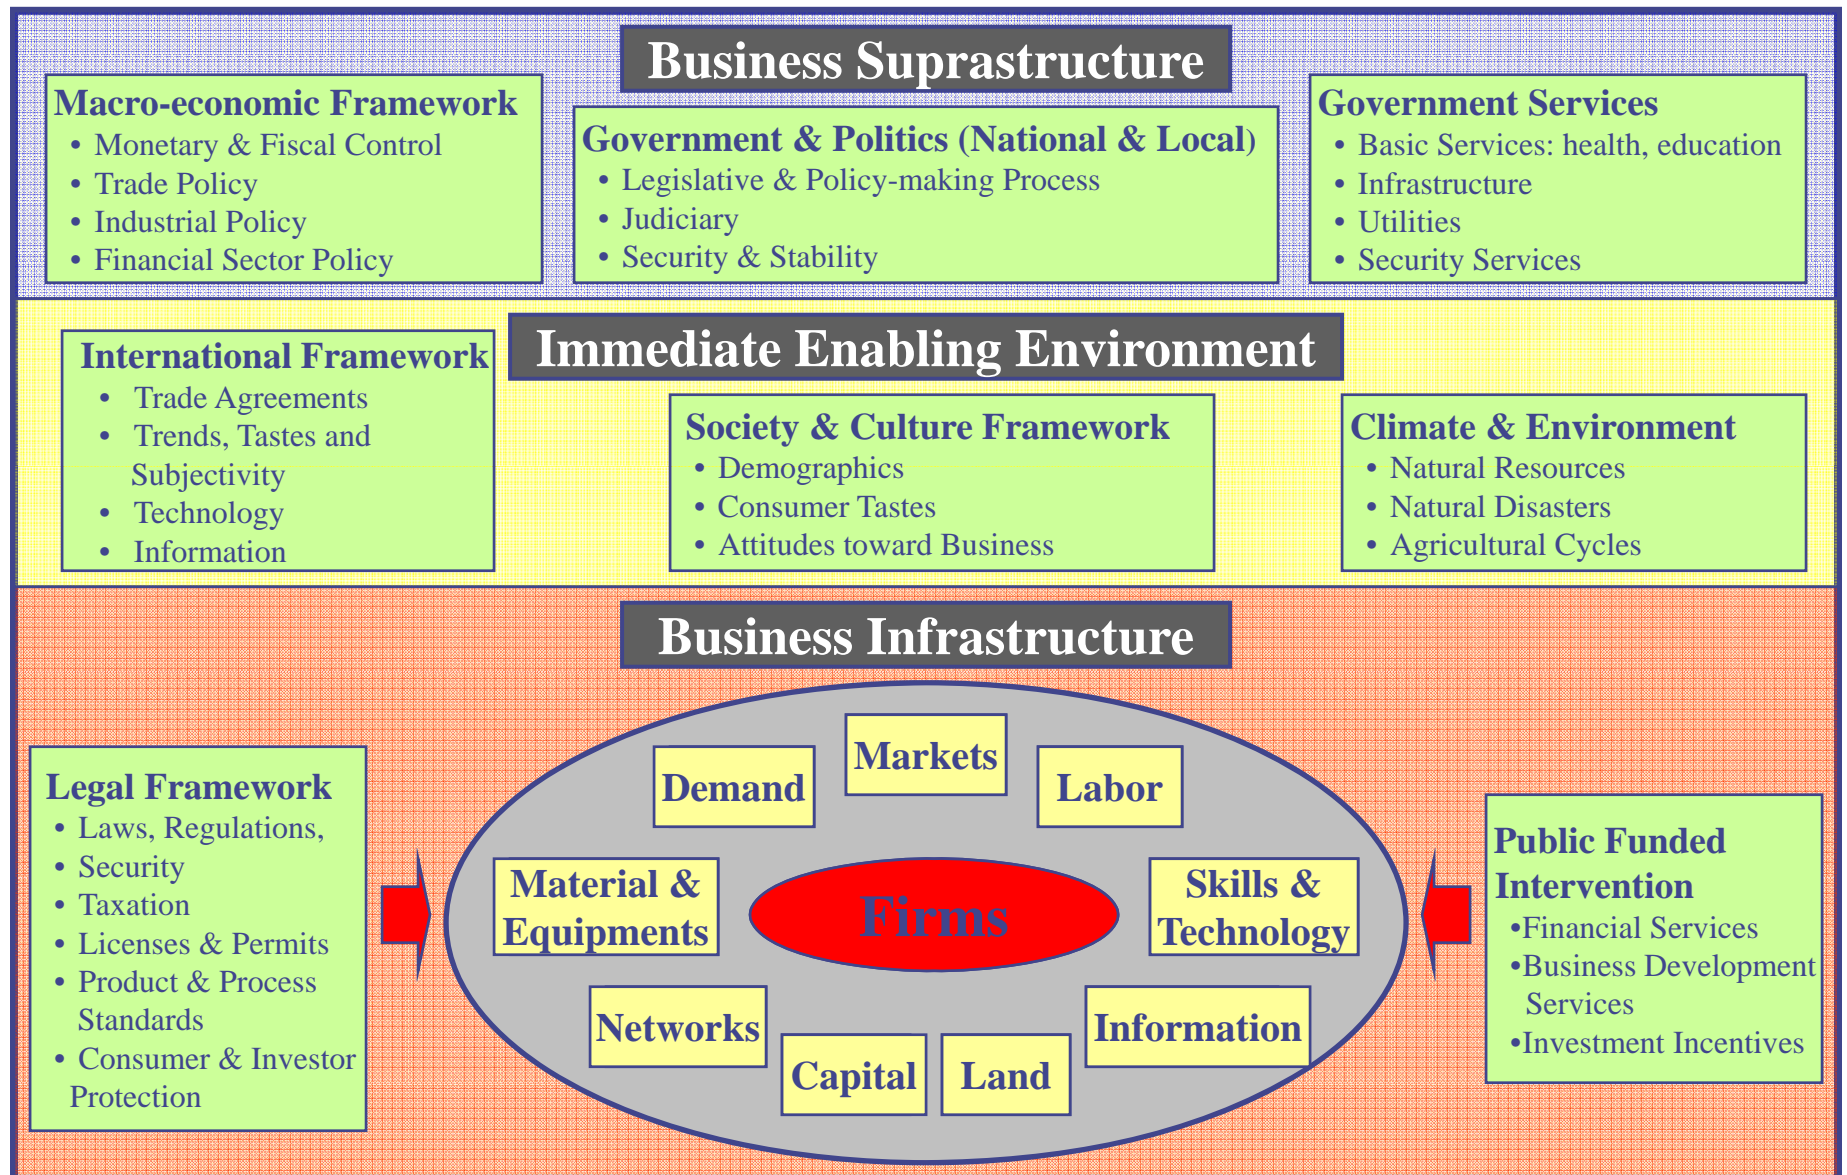 Business Suprastructure
Macro-economic Framework
• Monetary & Fiscal Control
• Trade Policy
• Industrial Policy
• Financial Sector Policy
Government & Politics (National & Local)
• Legislative & Policy-making Process
• Judiciary
• Security & Stability
Government Services
• Basic Services: health, education
• Infrastructure
• Utilities
• Security Services
Immediate Enabling Environment
International Framework
• Trade Agreements
• Trends, Tastes and
Subjectivity
• Technology
• Information
Society & Culture Framework
• Demographics
• Consumer Tastes
• Attitudes toward Business
Climate & Environment
• Natural Resources
• Natural Disasters
• Agricultural Cycles
Business Infrastructure
Legal Framework
• Laws, Regulations,
• Security
• Taxation
• Licenses & Permits
• Product & Process
Standards
• Consumer & Investor
Protection
Demand
Markets
Labor
Material &
Equipments
Firms
Skills &
Technology
Networks
Capital
Land
Information
Public Funded
Intervention
•Financial Services
•Business Development
Services
•Investment Incentives